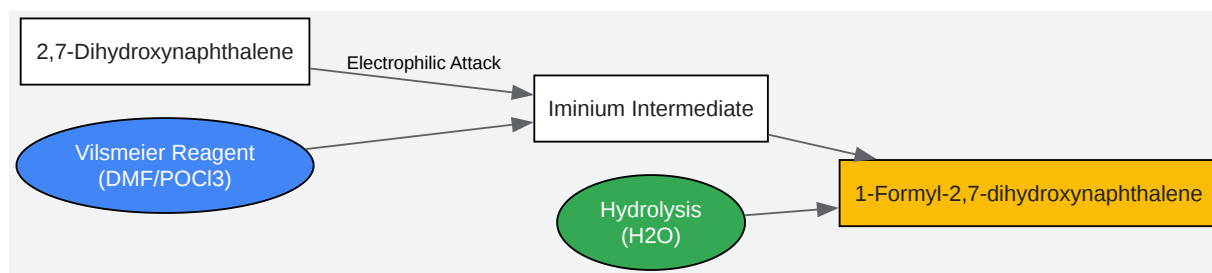 2,7-Dihydroxynaphthalene
Electrophilic Attack
Vilsmeier Reagent
(DMF/POCl3)
Iminium Intermediate
Hydrolysis
(H2O)
1-Formyl-2,7-dihydroxynaphthalene